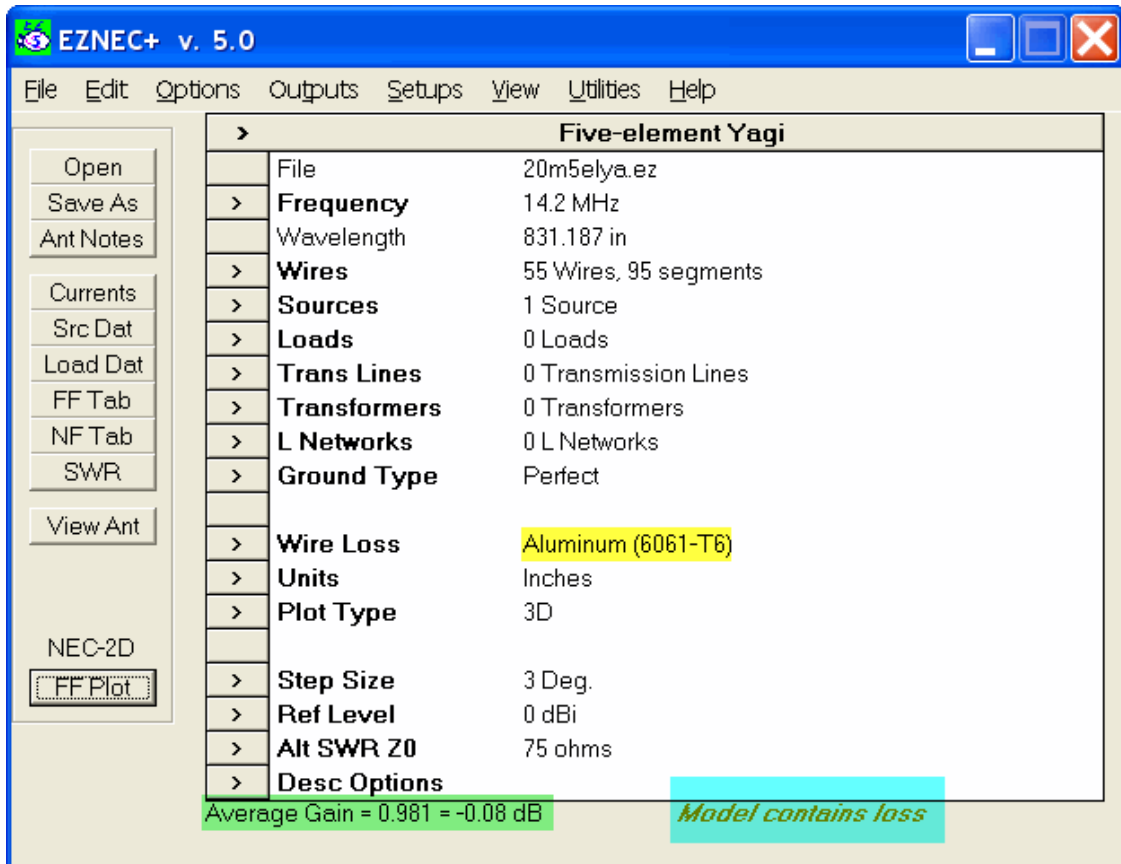 EZNEC+ v. 5.0
File Edit Options Outputs Setups View Utilities Help
> Five-element Yagi
Open
Save As
Ant Notes
Currents
Src Dat
Load Dat
FF Tab
NF Tab
SWR
View Ant
NEC-2D
FF Plot
File 20m5elya.ez
> Frequency 14.2 MHz
Wavelength 831.187 in
> Wires 55 Wires, 95 segments
> Sources 1 Source
> Loads 0 Loads
> Trans Lines 0 Transmission Lines
> Transformers 0 Transformers
> L Networks 0 L Networks
> Ground Type Perfect
> Wire Loss Aluminum (6061-T6)
> Units Inches
> Plot Type 3D
> Step Size 3 Deg.
> Ref Level 0 dBi
> Alt SWR Z0 75 ohms
> Desc Options
Average Gain = 0.981 = -0.08 dB Model contains loss